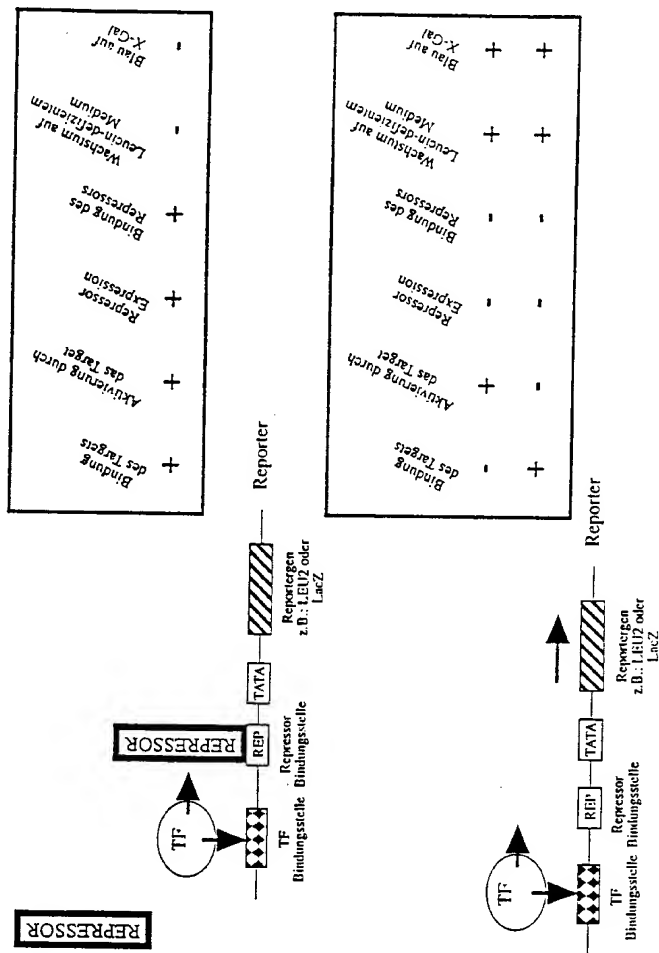 REPRESSOR
TF
REPRESSOR
REP
TATA
Reporter
TF
Bindungsstelle
Repressor
Bindungsstelle
Reportergen
z.B.: LEU2 oder
LacZ
Bindung
des Targets
Aktivierung durch
das Target
Repressor
Expression
Bindung des
Repressors
Wachstum auf
Leucin-defizientem
Medium
Blau auf
X-Gal
+ + + + - -
TF
REP
TATA
Reporter
TF
Bindungsstelle
Repressor
Bindungsstelle
Reportergen
z.B.: LEU2 oder
LacZ
Bindung
des Targets
Aktivierung durch
das Target
Repressor
Expression
Bindung des
Repressors
Wachstum auf
Leucin-defizientem
Medium
Blau auf
X-Gal
- + - - + +
+ - - - + +